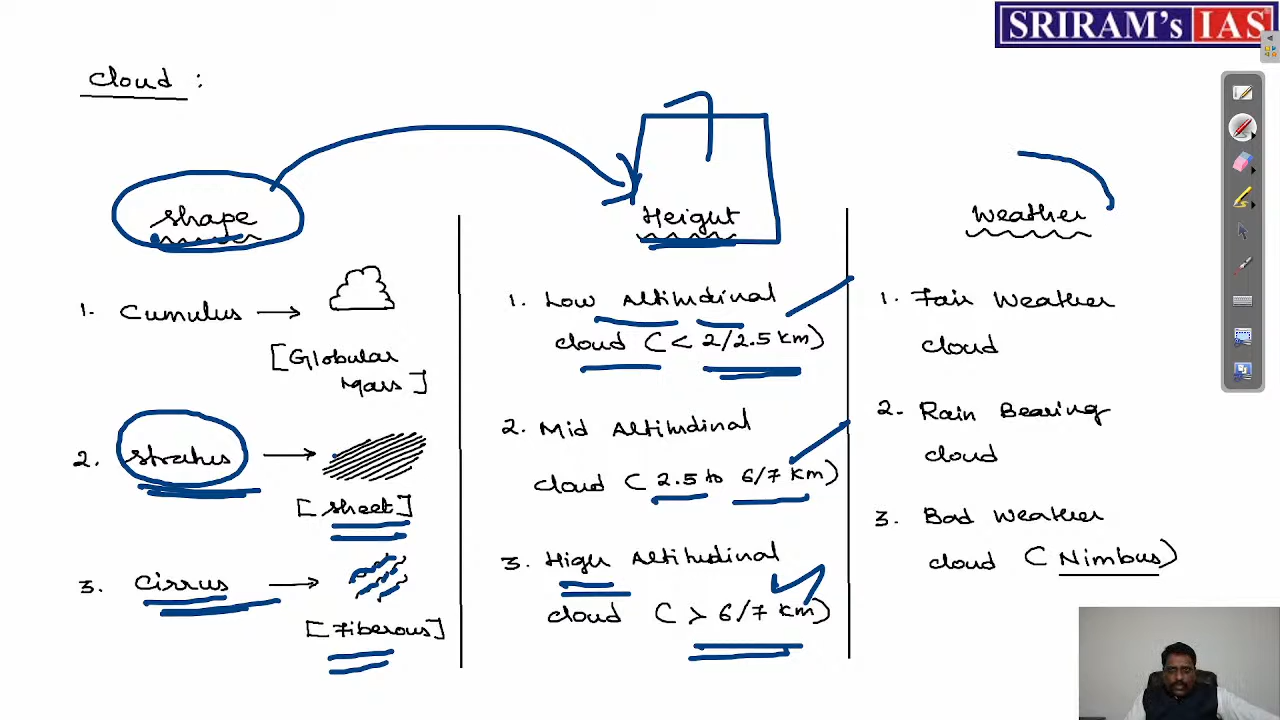 SRIRAM's IAS
Cloud :
Shape
1. Cumulus →
[Globular
Mass]
2. Stratus →
[Sheet]
3. Cirrus →
[Fiberous]
Height
1. Low Altitudinal
cloud ( < 2/2.5 km)
2. Mid Altitudinal
cloud ( 2.5 to 6/7 km)
3. High Altitudinal
cloud ( > 6/7 km)
Weather
1. Fair Weather
cloud
2. Rain Bearing
cloud
3. Bad Weather
cloud ( Nimbus)